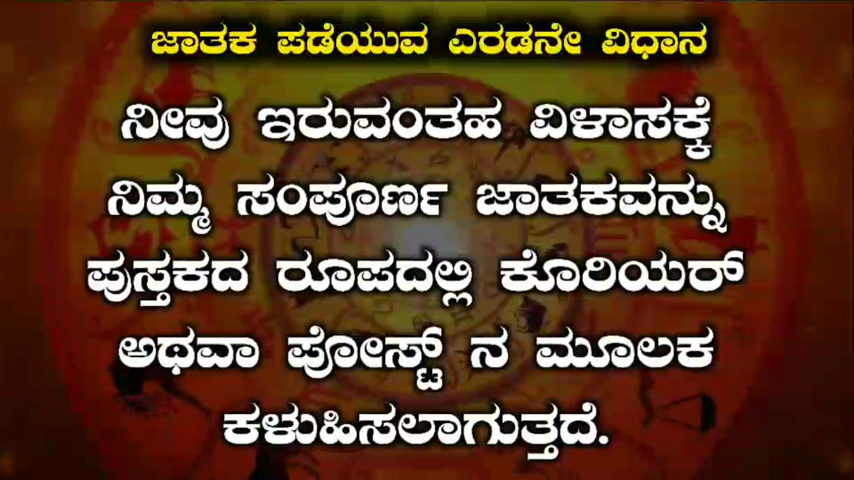 ಜಾತಕ ಪಡೆಯುವ ಎರಡನೇ ವಿಧಾನ
ನೀವು ಇರುವಂತಹ ವಿಳಾಸಕ್ಕೆ
ನಿಮ್ಮ ಸಂಪೂರ್ಣ ಜಾತಕವನ್ನು
ಪುಸ್ತಕದ ರೂಪದಲ್ಲಿ ಕೊರಿಯರ್
ಅಥವಾ ಪೋಸ್ಟ್ ನ ಮೂಲಕ
ಕಳುಹಿಸಲಾಗುತ್ತದೆ.